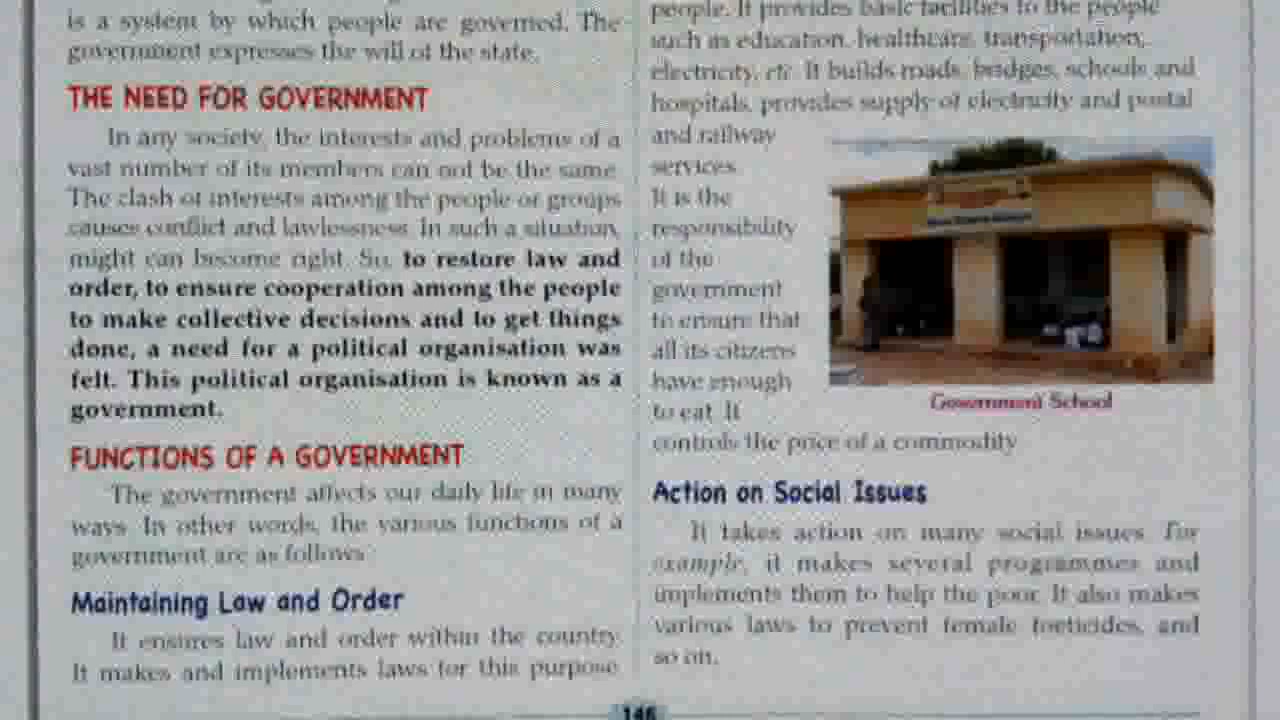 is a system by which people are governed. The
government expresses the will of the state.
THE NEED FOR GOVERNMENT
In any society, the interests and problems of a
vast number of its members can not be the same.
The clash of interests among the people or groups
causes conflict and lawlessness. In such a situation,
might can become right. So, to restore law and
order, to ensure cooperation among the people
to make collective decisions and to get things
done, a need for a political organisation was
felt. This political organisation is known as a
government.
FUNCTIONS OF A GOVERNMENT
The government affects our daily life in many
ways. In other words, the various functions of a
government are as follows:
Maintaining Law and Order
It ensures law and order within the country.
It makes and implements laws for this purpose.
people. It provides basic facilities to the people
such as education, healthcare, transportation,
electricity, etc. It builds roads, bridges, schools and
hospitals, provides supply of electricity and postal
and railway
services.
It is the
responsibility
of the
government
to ensure that
all its citizens
have enough
to eat. It
controls the price of a commodity.
Government School
Action on Social Issues
It takes action on many social issues. For
example, it makes several programmes and
implements them to help the poor. It also makes
various laws to prevent female foeticides, and
so on.
146